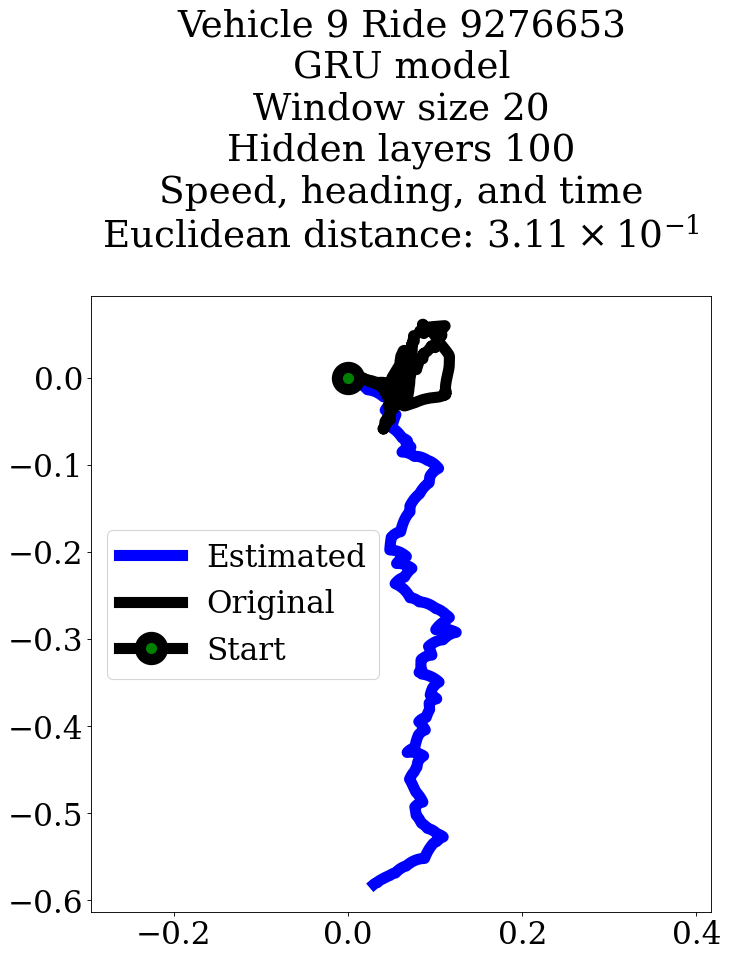 Vehicle 9 Ride 9276653
GRU model
Window size 20
Hidden layers 100
Speed, heading, and time
Euclidean distance: 3.11 × 10⁻¹
0.0
−0.1
−0.2
−0.3
−0.4
−0.5
−0.6
Estimated
Original
Start
−0.2 0.0 0.2 0.4